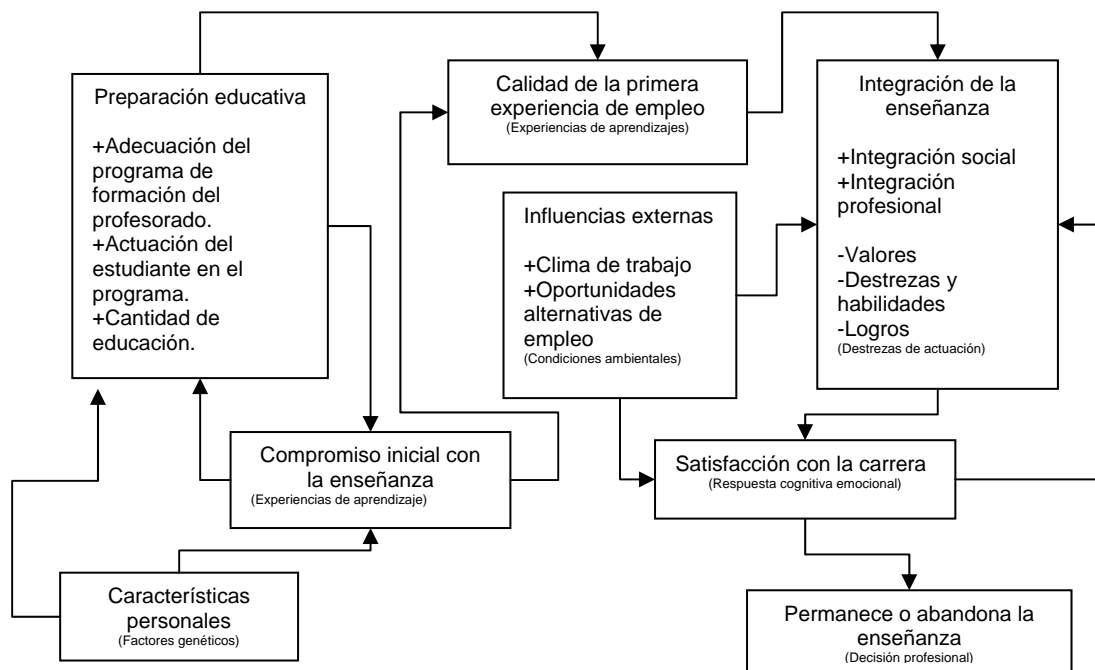 Preparación educativa
+Adecuación del
programa de
formación del
profesorado.
+Actuación del
estudiante en el
programa.
+Cantidad de
educación.
Calidad de la primera
experiencia de empleo
(Experiencias de aprendizajes)
Integración de la
enseñanza
+Integración social
+Integración
profesional
-Valores
-Destrezas y
habilidades
-Logros
(Destrezas de actuación)
Influencias externas
+Clima de trabajo
+Oportunidades
alternativas de
empleo
(Condiciones ambientales)
Compromiso inicial con
la enseñanza
(Experiencias de aprendizaje)
Satisfacción con la carrera
(Respuesta cognitiva emocional)
Características
personales
(Factores genéticos)
Permanece o abandona la
enseñanza
(Decisión profesional)